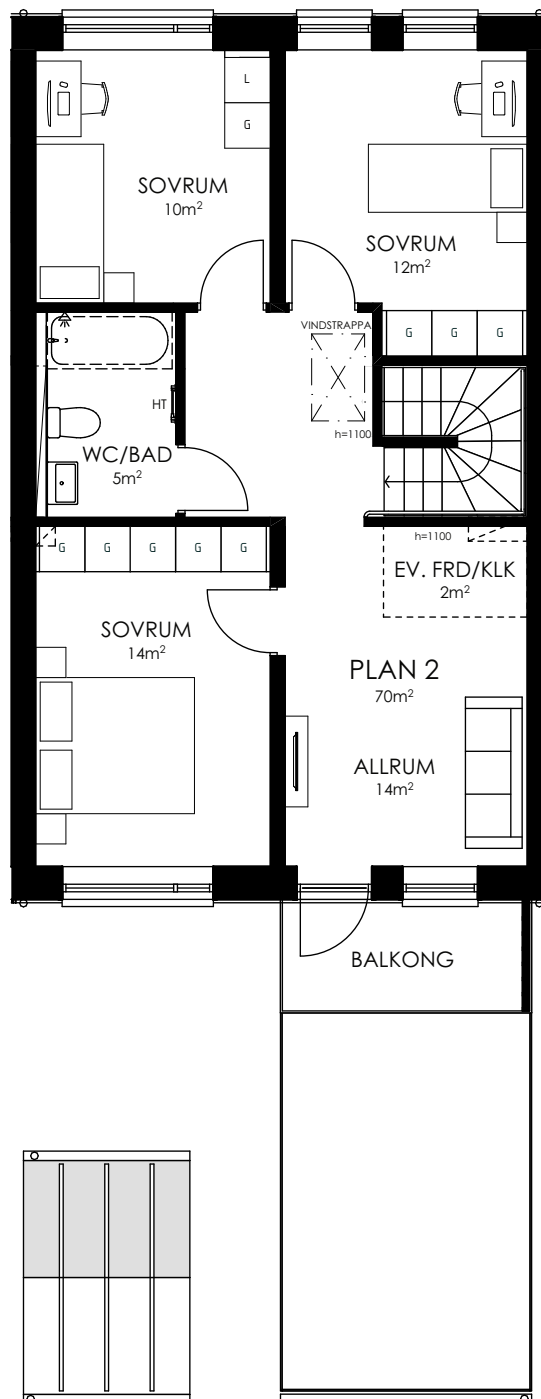 L
G
SOVRUM
10m²
SOVRUM
12m²
VINDSTRAPPA
G G G
h=1100
HT
WC/BAD
5m²
h=1100
G G G G G
EV. FRD/KLK
2m²
SOVRUM
14m²
PLAN 2
70m²
ALLRUM
14m²
BALKONG